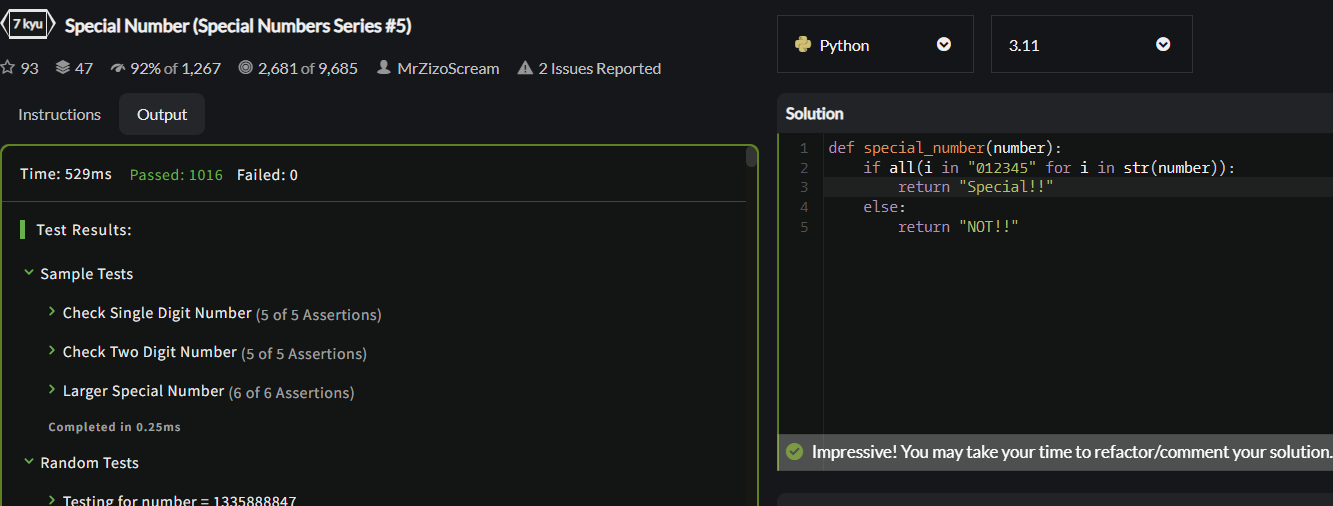 7 kyu Special Number (Special Numbers Series #5)
93 47 92% of 1,267 2,681 of 9,685 MrZizoScream 2 Issues Reported
Instructions Output
Time: 529ms Passed: 1016 Failed: 0
Test Results:
Sample Tests
Check Single Digit Number (5 of 5 Assertions)
Check Two Digit Number (5 of 5 Assertions)
Larger Special Number (6 of 6 Assertions)
Completed in 0.25ms
Random Tests
Testing for number = 1335888847
Python 3.11
Solution
1 def special_number(number):
2 if all(i in "012345" for i in str(number)):
3 return "Special!!"
4 else:
5 return "NOT!!"
Impressive! You may take your time to refactor/comment your solution.